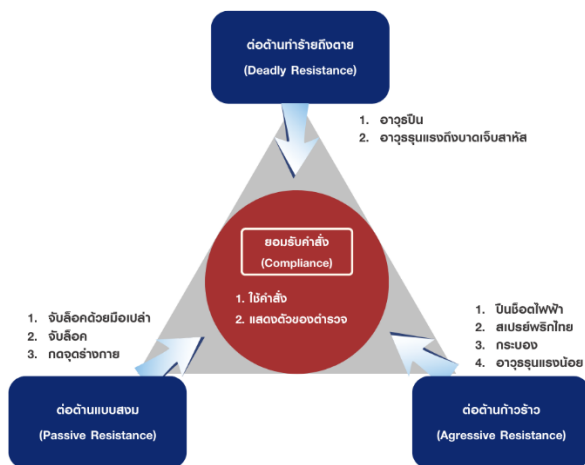 ต่อต้านทำร้ายถึงตาย
(Deadly Resistance)
1. อาวุธปืน
2. อาวุธรุนแรงถึงบาดเจ็บสาหัส
ยอมรับคำสั่ง
(Compliance)
1. ใช้คำสั่ง
2. แสดงตัวของตำรวจ
1. จับล็อคด้วยมือเปล่า
2. จับล็อค
3. กดจุดร่างกาย
1. ปืนช็อตไฟฟ้า
2. สเปรย์พริกไทย
3. กระบอง
4. อาวุธรุนแรงน้อย
ต่อต้านแบบสงบ
(Passive Resistance)
ต่อต้านก้าวร้าว
(Agressive Resistance)